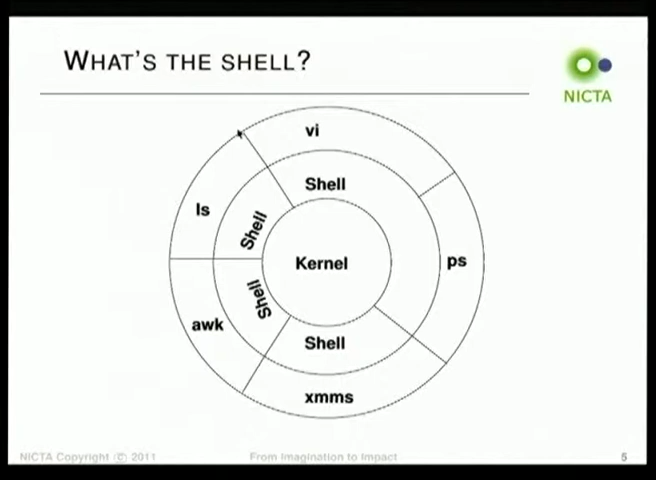 WHAT'S THE SHELL?
NICTA
vi
Shell
ls
Shell
Kernel
ps
Shell
awk
Shell
xmms
NICTA Copyright © 2011
From Imagination to Impact
5